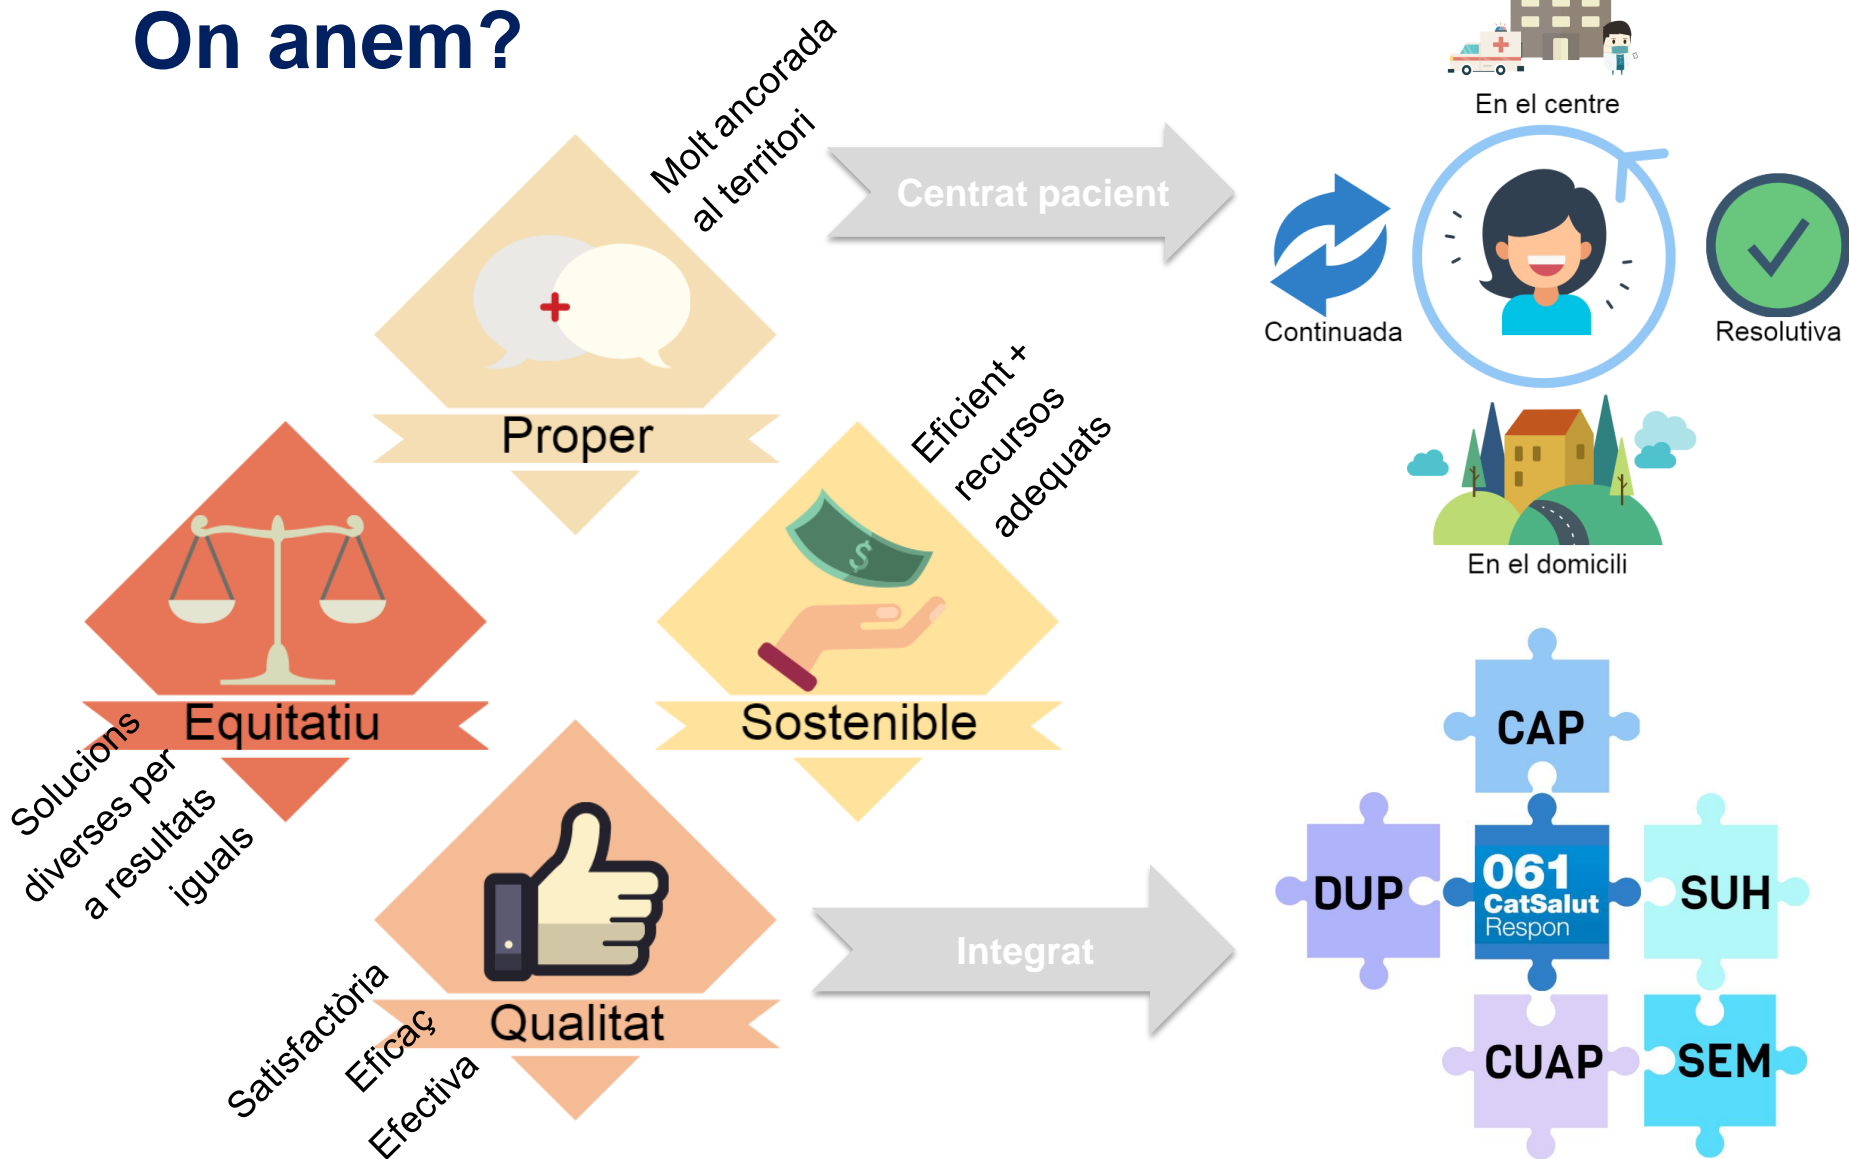 On anem?
Molt ancorada
al territori
Proper
Eficient +
recursos
adequats
Sostenible
Equitatiu
Solucions
diverses per
a resultats
iguals
Qualitat
Satisfactòria
Eficaç
Efectiva
Centrat pacient
En el centre
Continuada
Resolutiva
En el domicili
$
Integrat
CAP
DUP
061
CatSalut
Respon
SUH
CUAP
SEM